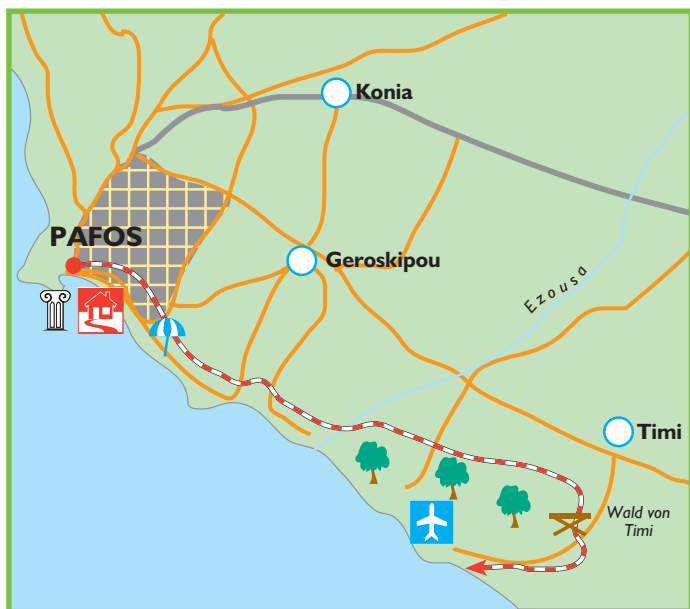 Konia
PAFOS
Geroskipou
Ezousa
Timi
Wald von
Timi